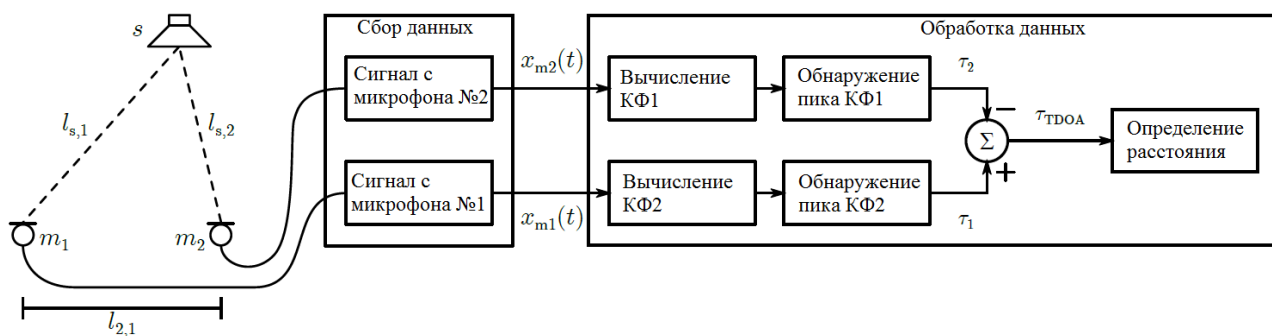 s
Сбор данных
Обработка данных
Сигнал с
микрофона №2
x_m2(t)
Вычисление
КФ1
Обнаружение
пика КФ1
τ_2
−
l_s,1
l_s,2
Σ
τ_TDOA
Определение
расстояния
Сигнал с
микрофона №1
x_m1(t)
Вычисление
КФ2
Обнаружение
пика КФ2
+
τ_1
m_1
m_2
l_2,1